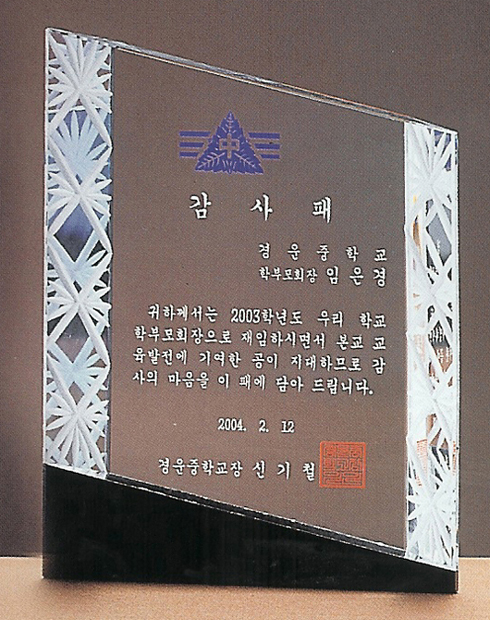 中
감 사 패
경 운 중 학 교
학부모회장 임 은 경
귀하께서는 2003학년도 우리 학교
학부모회장으로 재임하시면서 본교 교
육발전에 기여한 공이 지대하므로 감
사의 마음을 이 패에 담아 드립니다.
2004. 2. 12
경운중학교장 신 기 철